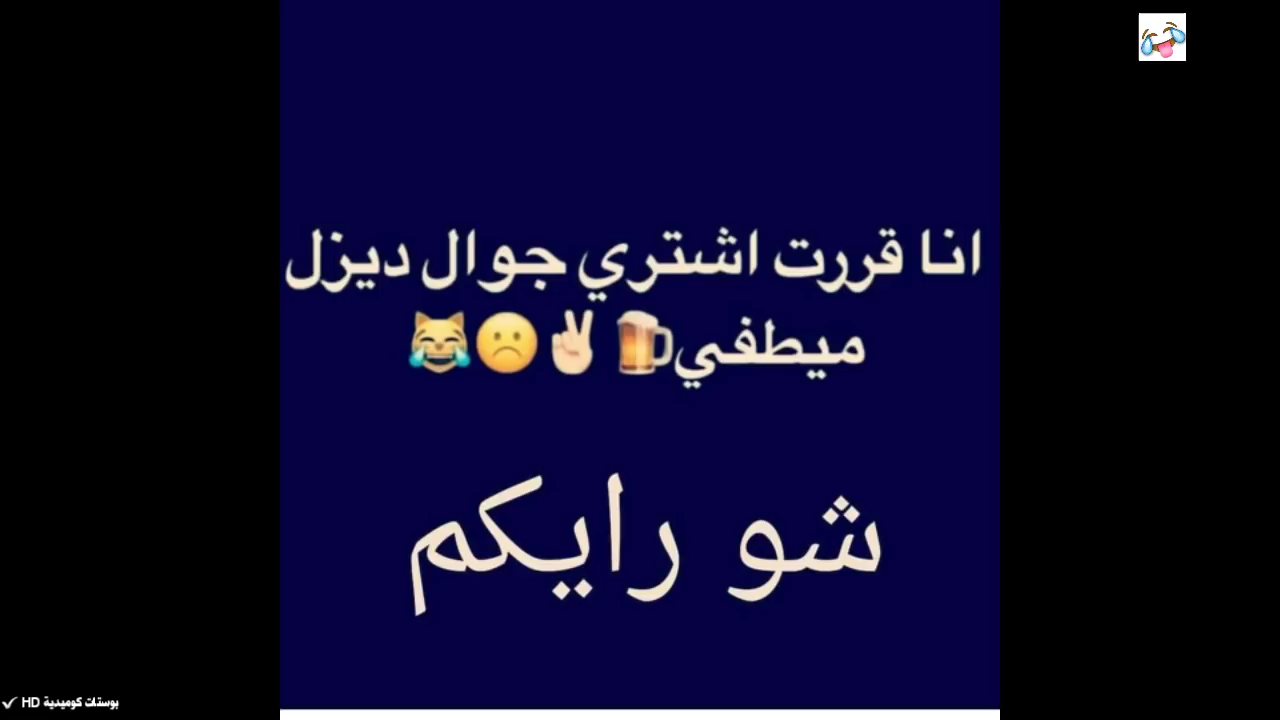 انا قررت اشتري جوال ديزل
ميطفي🍺 ✌🏻☹️😹
شو رايكم
بوستات كوميدية HD